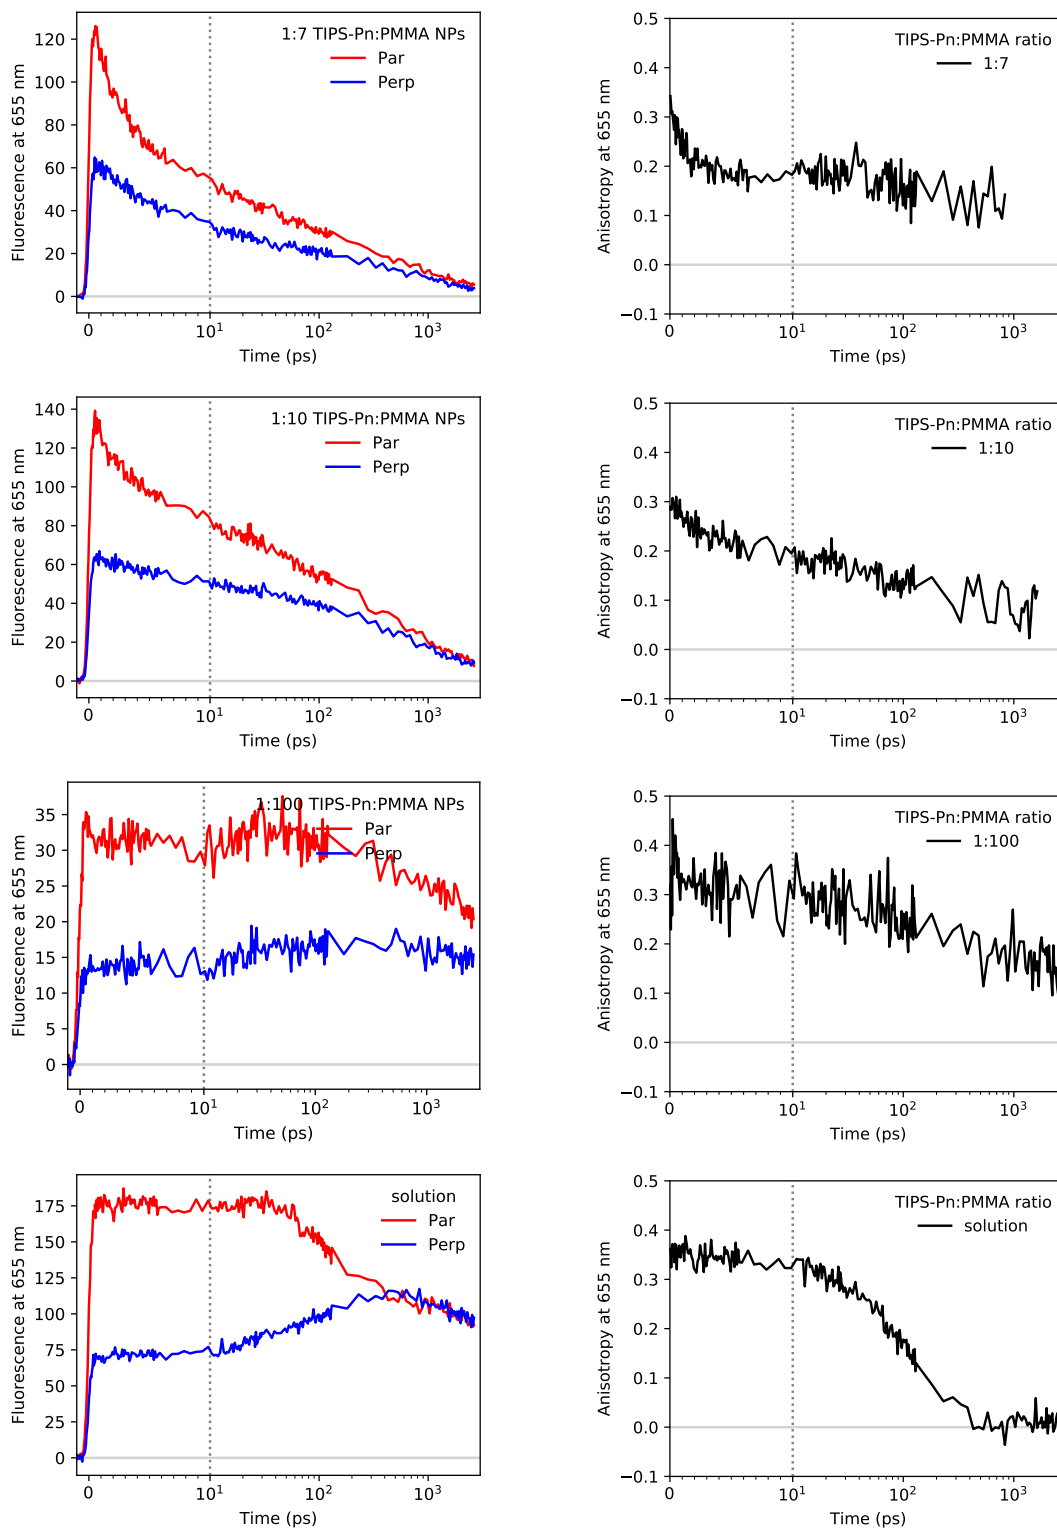 1:7 TIPS-Pn:PMMA NPs
Par
Perp
Fluorescence at 655 nm
120
100
80
60
40
20
0
0 10¹ 10² 10³
Time (ps)
TIPS-Pn:PMMA ratio
1:7
Anisotropy at 655 nm
0.5
0.4
0.3
0.2
0.1
0.0
−0.1
0 10¹ 10² 10³
Time (ps)
1:10 TIPS-Pn:PMMA NPs
Par
Perp
Fluorescence at 655 nm
140
120
100
80
60
40
20
0
0 10¹ 10² 10³
Time (ps)
TIPS-Pn:PMMA ratio
1:10
Anisotropy at 655 nm
0.5
0.4
0.3
0.2
0.1
0.0
−0.1
0 10¹ 10² 10³
Time (ps)
1:100 TIPS-Pn:PMMA NPs
Par
Perp
Fluorescence at 655 nm
35
30
25
20
15
10
5
0
0 10¹ 10² 10³
Time (ps)
TIPS-Pn:PMMA ratio
1:100
Anisotropy at 655 nm
0.5
0.4
0.3
0.2
0.1
0.0
−0.1
0 10¹ 10² 10³
Time (ps)
solution
Par
Perp
Fluorescence at 655 nm
175
150
125
100
75
50
25
0
0 10¹ 10² 10³
Time (ps)
TIPS-Pn:PMMA ratio
solution
Anisotropy at 655 nm
0.5
0.4
0.3
0.2
0.1
0.0
−0.1
0 10¹ 10² 10³
Time (ps)